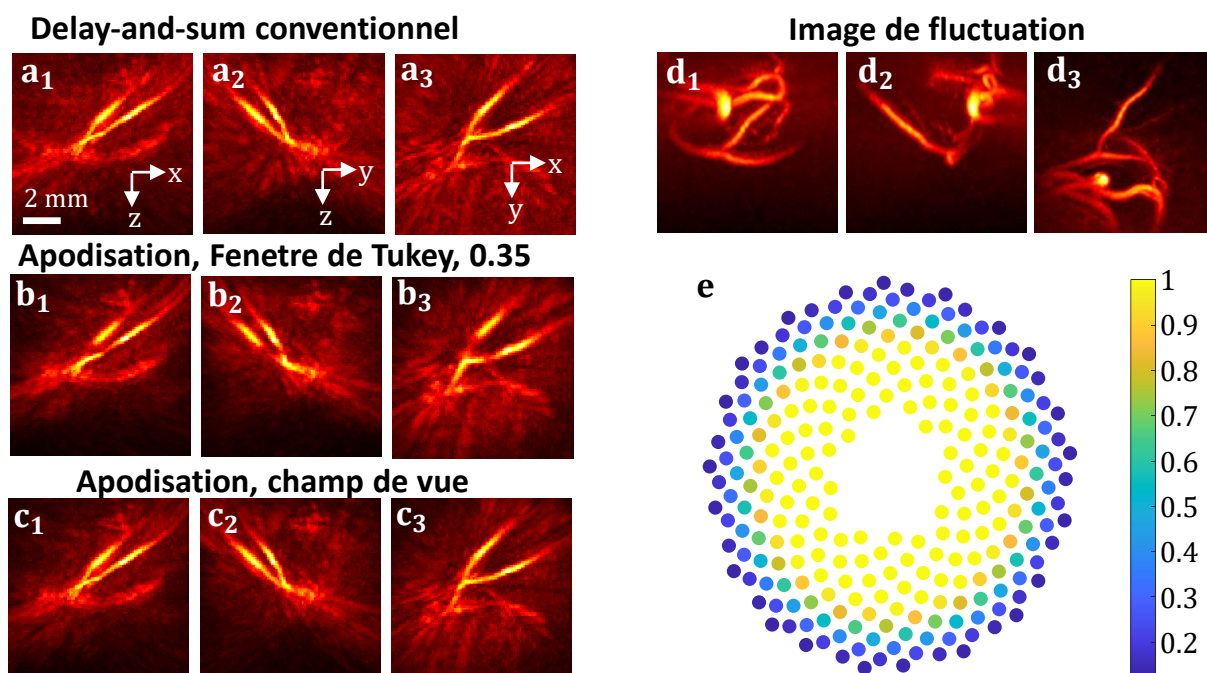 Delay-and-sum conventionnel
a1 a2 a3
x y x
2 mm
z z y
Apodisation, Fenetre de Tukey, 0.35
b1 b2 b3
Apodisation, champ de vue
c1 c2 c3
Image de fluctuation
d1 d2 d3
e
1
0.9
0.8
0.7
0.6
0.5
0.4
0.3
0.2